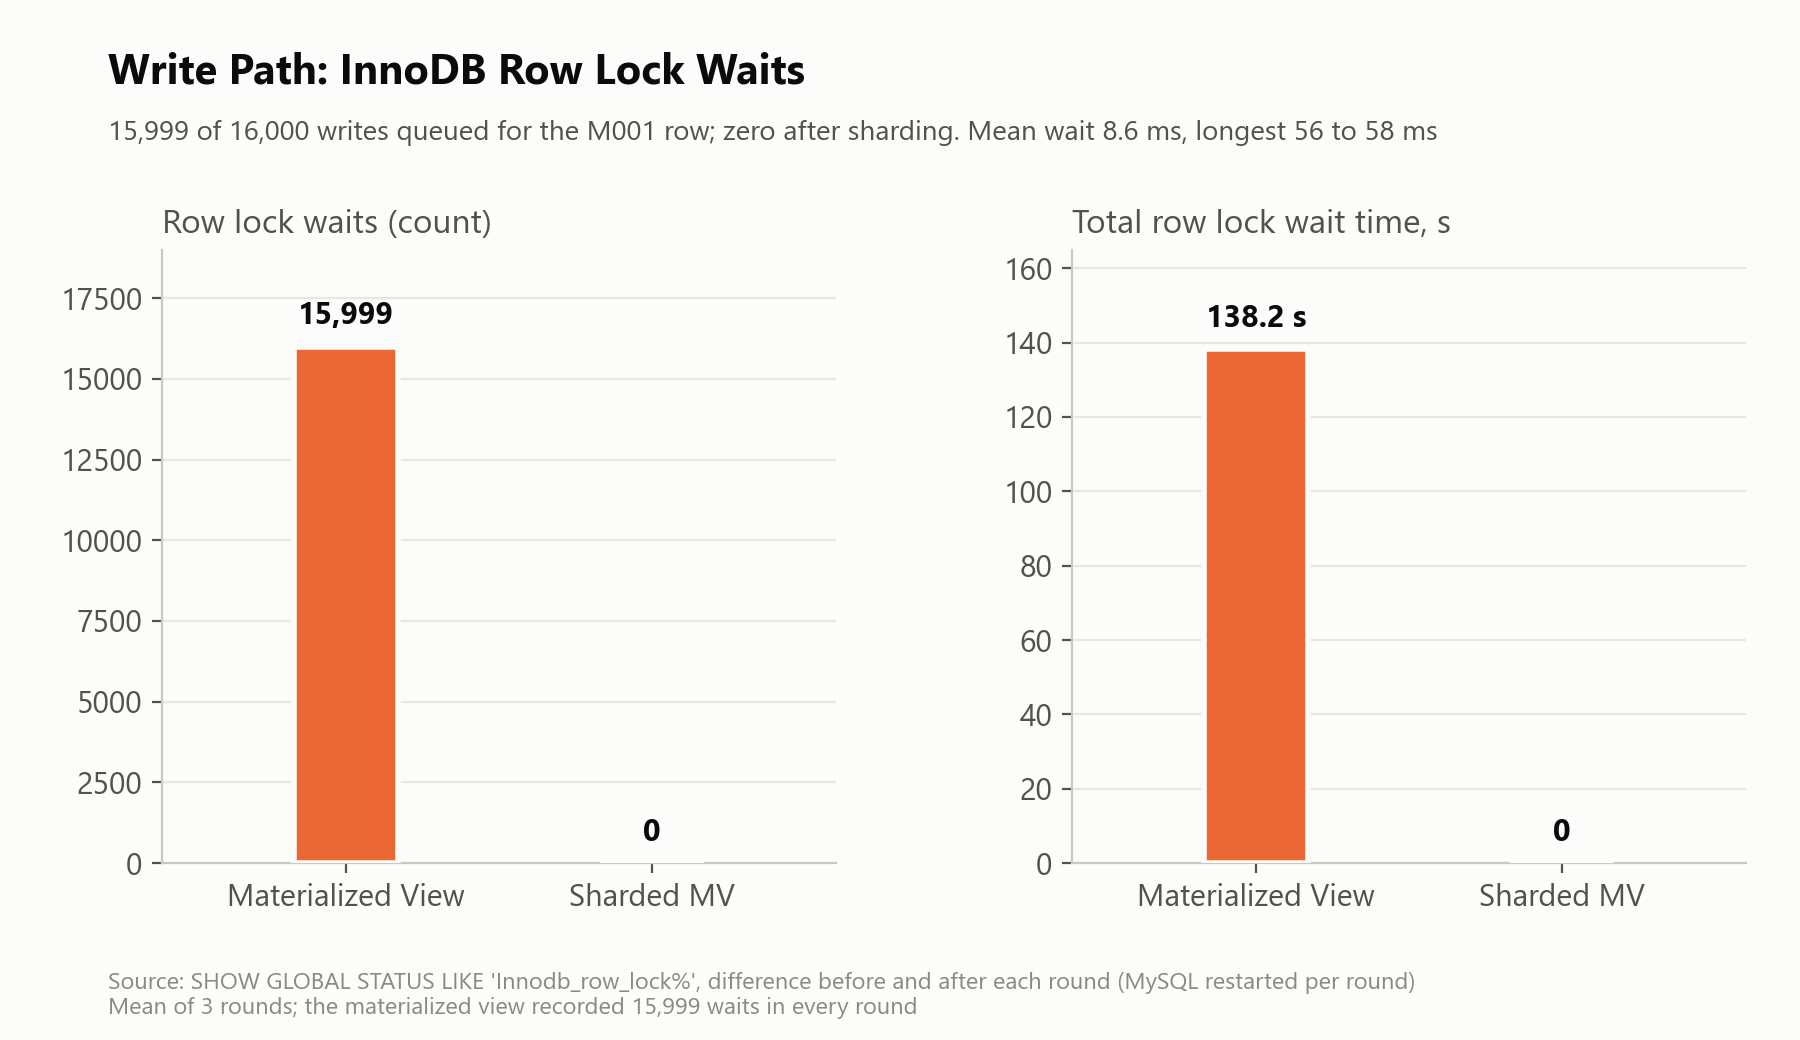 Write Path: InnoDB Row Lock Waits
15,999 of 16,000 writes queued for the M001 row; zero after sharding. Mean wait 8.6 ms, longest 56 to 58 ms
Row lock waits (count)
17500
15000
12500
10000
7500
5000
2500
0
15,999
0
Materialized View
Sharded MV
Total row lock wait time, s
160
140
120
100
80
60
40
20
0
138.2 s
0
Materialized View
Sharded MV
Source: SHOW GLOBAL STATUS LIKE 'Innodb_row_lock%', difference before and after each round (MySQL restarted per round)
Mean of 3 rounds; the materialized view recorded 15,999 waits in every round